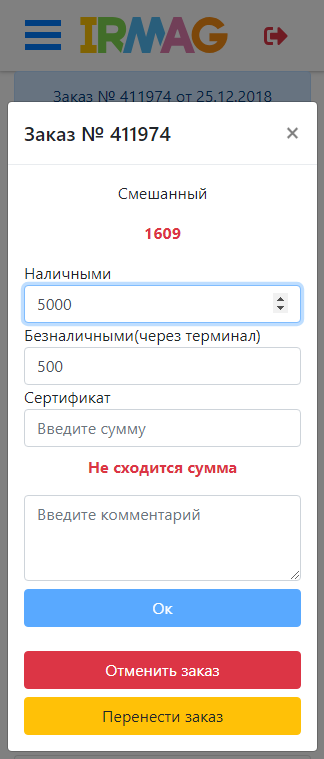 IRMAG
Заказ № 411974 от 25.12.2018
Заказ № 411974
×
Смешанный
1609
Наличными
5000
Безналичными(через терминал)
500
Сертификат
Введите сумму
Не сходится сумма
Введите комментарий
Ок
Отменить заказ
Перенести заказ